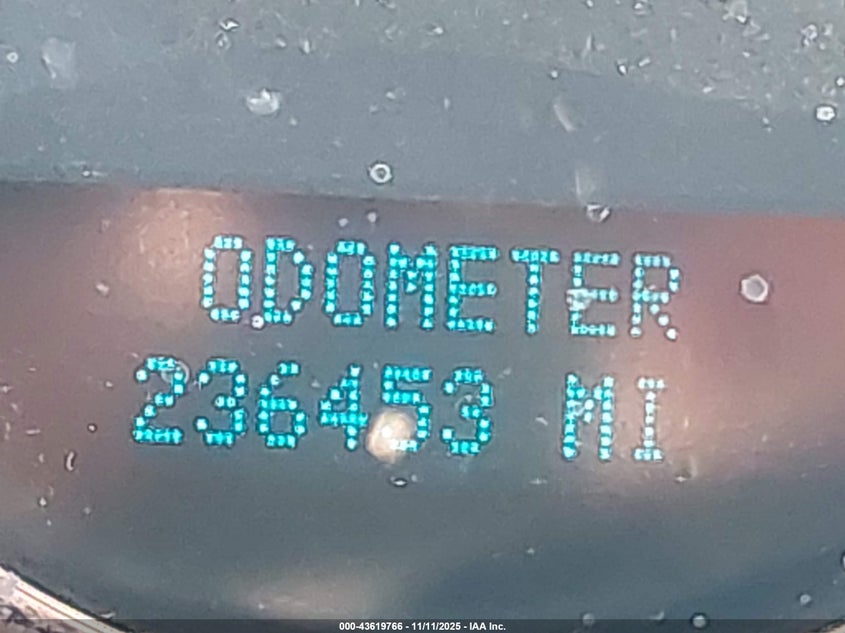 ODOMETER
236453 MI
000-43619766 - 11/11/2025 - IAA Inc.